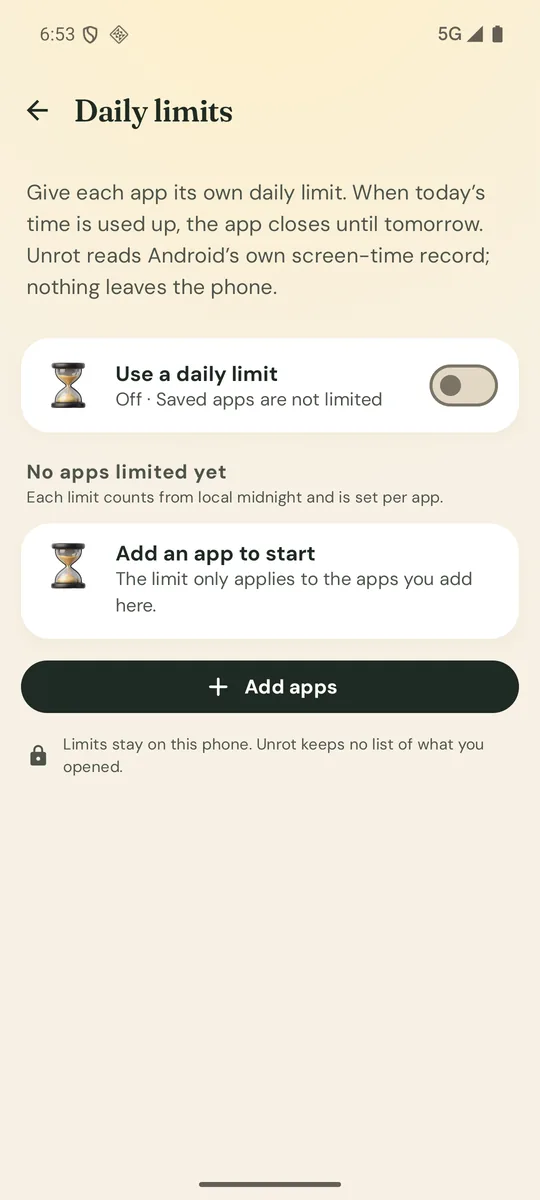 6:53
5G
Daily limits
Give each app its own daily limit. When today’s
time is used up, the app closes until tomorrow.
Unrot reads Android’s own screen-time record;
nothing leaves the phone.
Use a daily limit
Off · Saved apps are not limited
No apps limited yet
Each limit counts from local midnight and is set per app.
Add an app to start
The limit only applies to the apps you add
here.
Add apps
Limits stay on this phone. Unrot keeps no list of what you
opened.